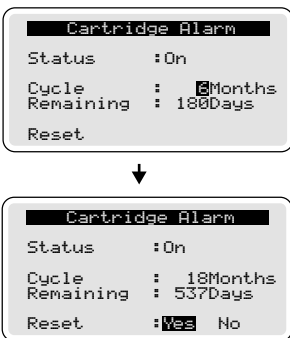 Cartridge Alarm
Status :On
Cycle : 6Months
Remaining : 180Days
Reset
Cartridge Alarm
Status :On
Cycle : 18Months
Remaining : 537Days
Reset :Yes No